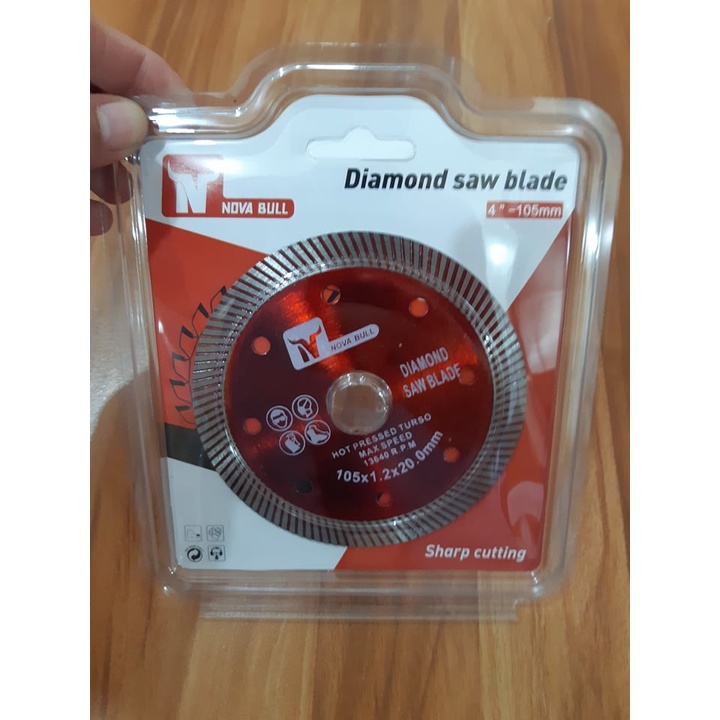 N
NOVA BULL
Diamond saw blade
4"-105mm
N
NOVA BULL
DIAMOND
SAW BLADE
HOT PRESSED TURSO
MAX SPEED
13640 R.P.M
105x1.2x20.0mm
Sharp cutting